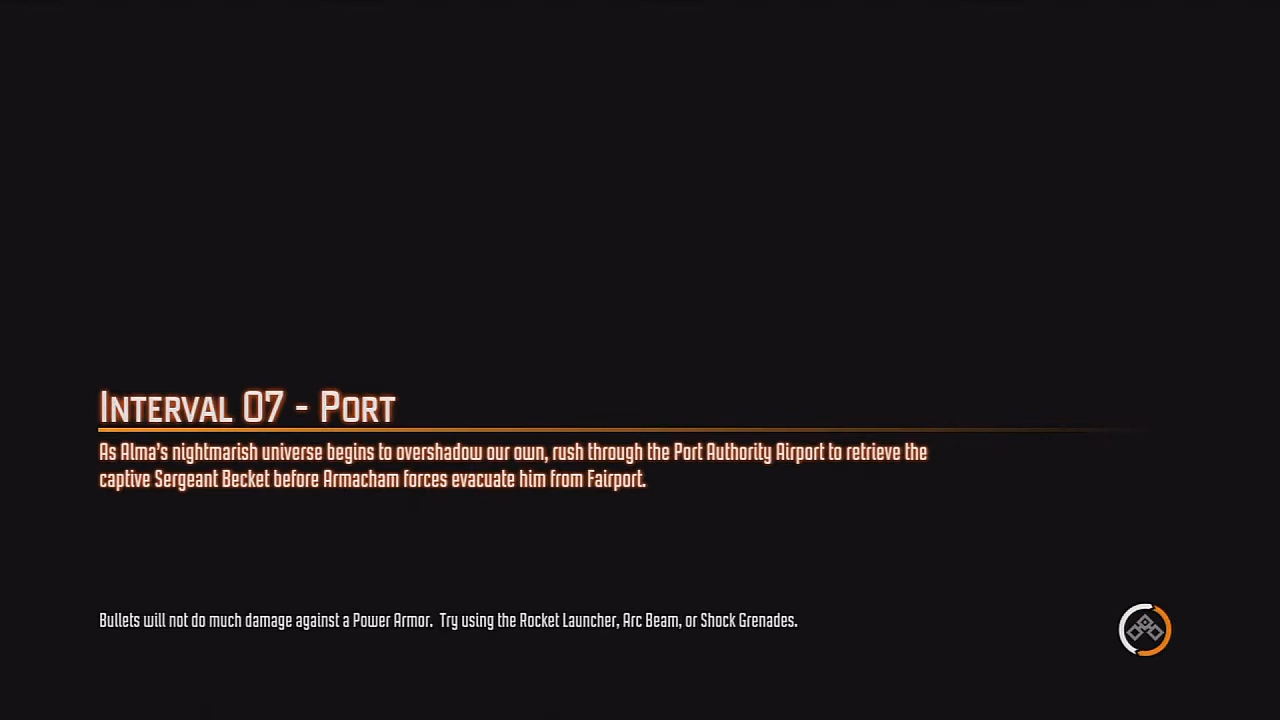 Interval 07 - Port
As Alma's nightmarish universe begins to overshadow our own, rush through the Port Authority Airport to retrieve the
captive Sergeant Becket before Armacham forces evacuate him from Fairport.
Bullets will not do much damage against a Power Armor.  Try using the Rocket Launcher, Arc Beam, or Shock Grenades.